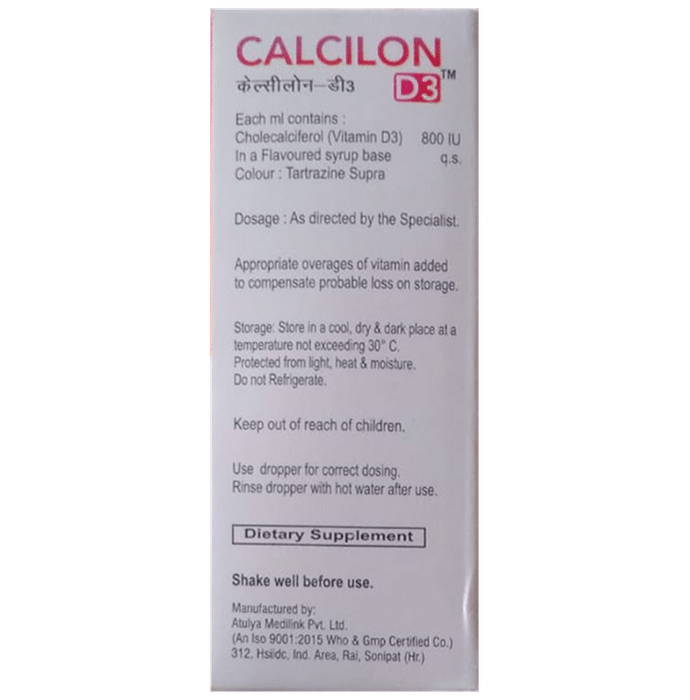 CALCILON
केल्सीलोन-डी३ D3™
Each ml contains :
Cholecalciferol (Vitamin D3) 800 IU
In a Flavoured syrup base q.s.
Colour : Tartrazine Supra
Dosage : As directed by the Specialist.
Appropriate overages of vitamin added
to compensate probable loss on storage.
Storage: Store in a cool, dry & dark place at a
temperature not exceeding 30° C.
Protected from light, heat & moisture.
Do not Refrigerate.
Keep out of reach of children.
Use dropper for correct dosing.
Rinse dropper with hot water after use.
Dietary Supplement
Shake well before use.
Manufactured by:
Atulya Medilink Pvt. Ltd.
(An Iso 9001:2015 Who & Gmp Certified Co.)
312, Hsiidc, Ind. Area, Rai, Sonipat (Hr.)